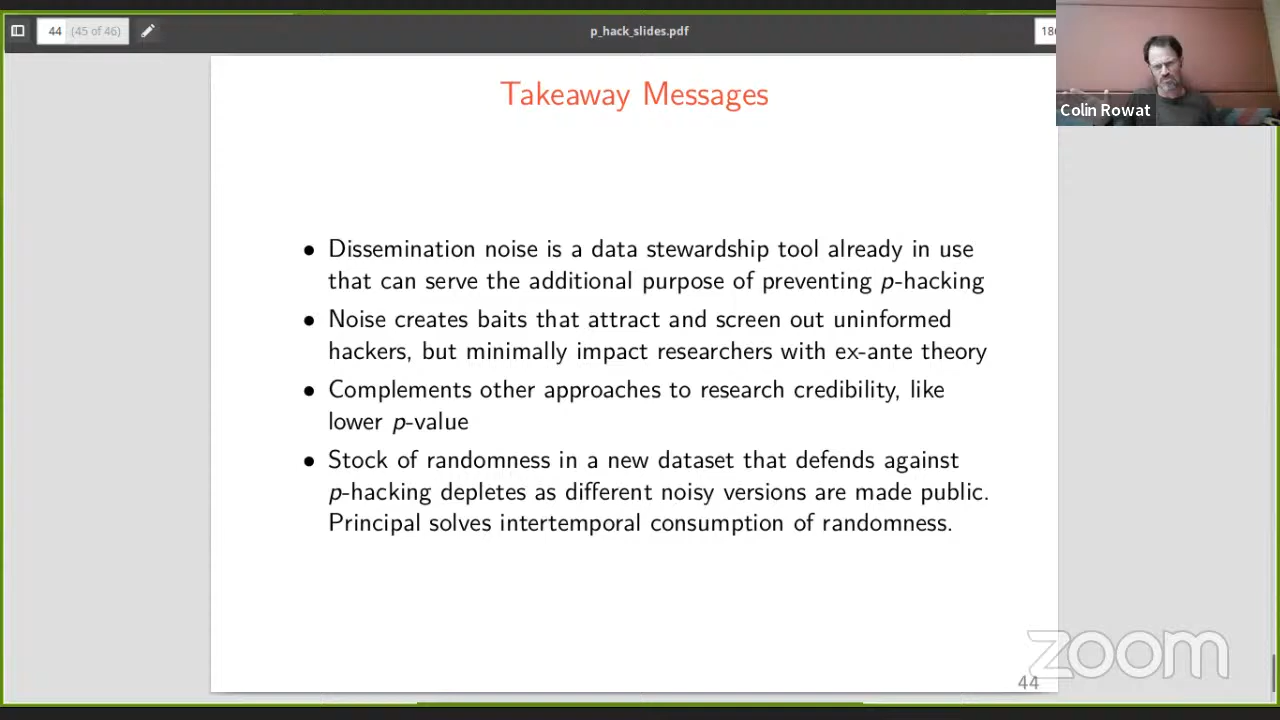 44 (45 of 46)
p_hack_slides.pdf
Colin Rowat
Takeaway Messages
• Dissemination noise is a data stewardship tool already in use
that can serve the additional purpose of preventing p-hacking
• Noise creates baits that attract and screen out uninformed
hackers, but minimally impact researchers with ex-ante theory
• Complements other approaches to research credibility, like
lower p-value
• Stock of randomness in a new dataset that defends against
p-hacking depletes as different noisy versions are made public.
Principal solves intertemporal consumption of randomness.
zoom
44